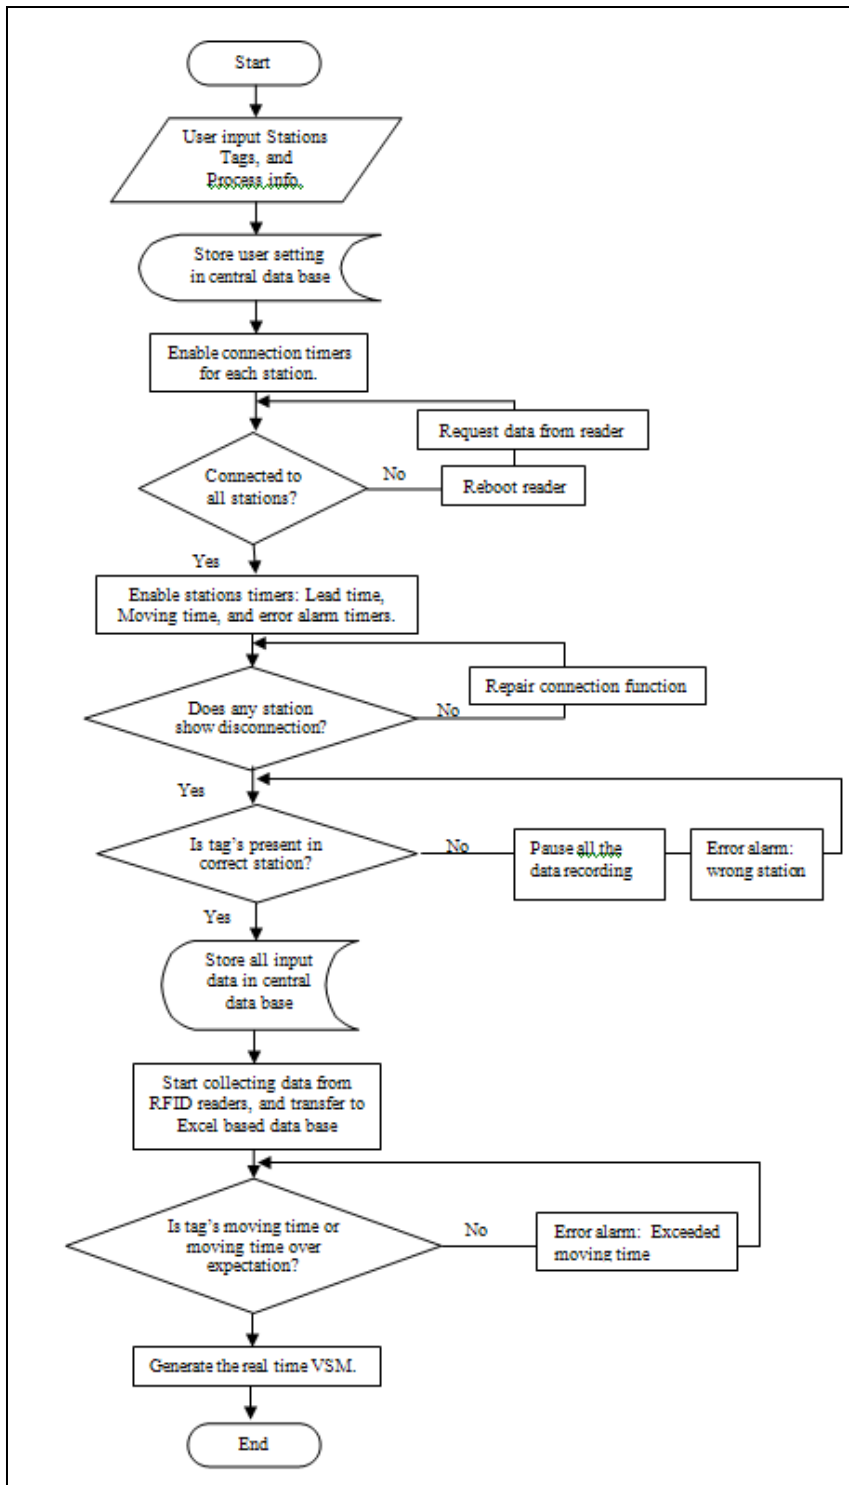 Start
User input Stations
Tags, and
Process info.
Store user setting
in central data base
Enable connection timers
for each station.
Request data from reader
Connected to
all stations?
No
Reboot reader
Yes
Enable stations timers: Lead time,
Moving time, and error alarm timers.
Repair connection function
Does any station
show disconnection?
No
Yes
Is tag's present in
correct station?
No
Pause all the
data recording
Error alarm:
wrong station
Yes
Store all input
data in central
data base
Start collecting data from
RFID readers, and transfer to
Excel based data base
Is tag's moving time or
moving time over
expectation?
No
Error alarm: Exceeded
moving time
Generate the real time VSM.
End